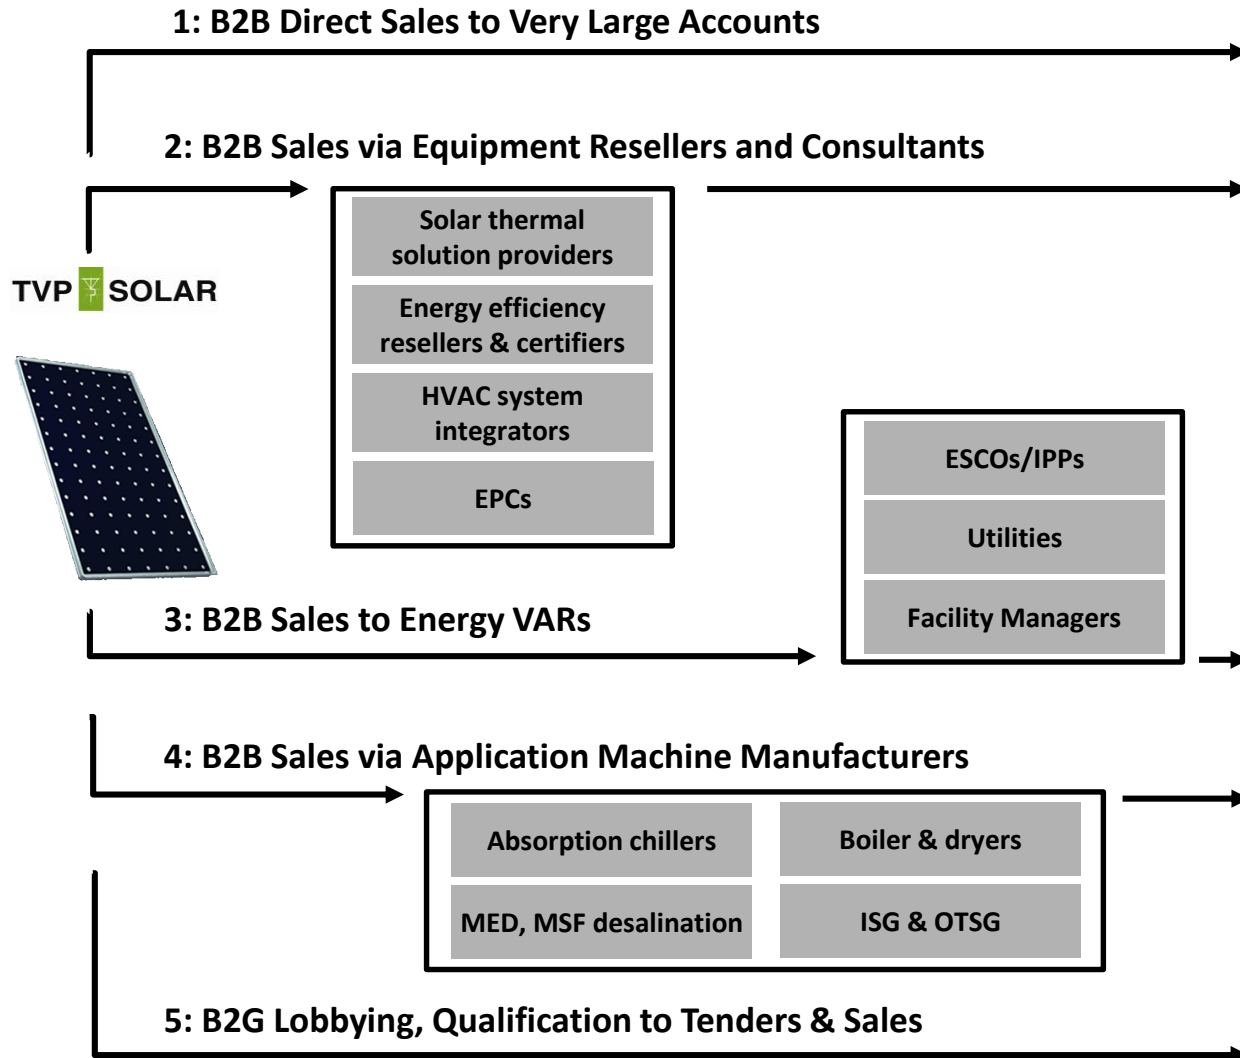 1: B2B Direct Sales to Very Large Accounts
2: B2B Sales via Equipment Resellers and Consultants
Solar thermal
solution providers
Energy efficiency
resellers & certifiers
HVAC system
integrators
EPCs
TVP SOLAR
ESCOs/IPPs
Utilities
Facility Managers
3: B2B Sales to Energy VARs
4: B2B Sales via Application Machine Manufacturers
Absorption chillers
Boiler & dryers
MED, MSF desalination
ISG & OTSG
5: B2G Lobbying, Qualification to Tenders & Sales